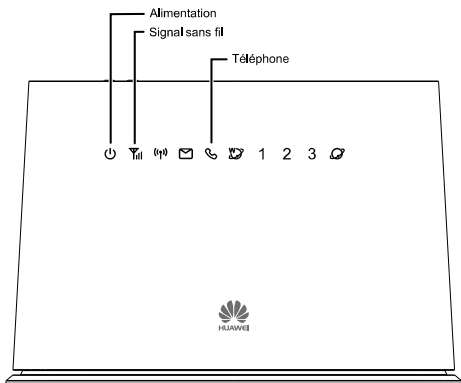 Alimentation
Signal sans fil
Téléphone
1 2 3
HUAWEI